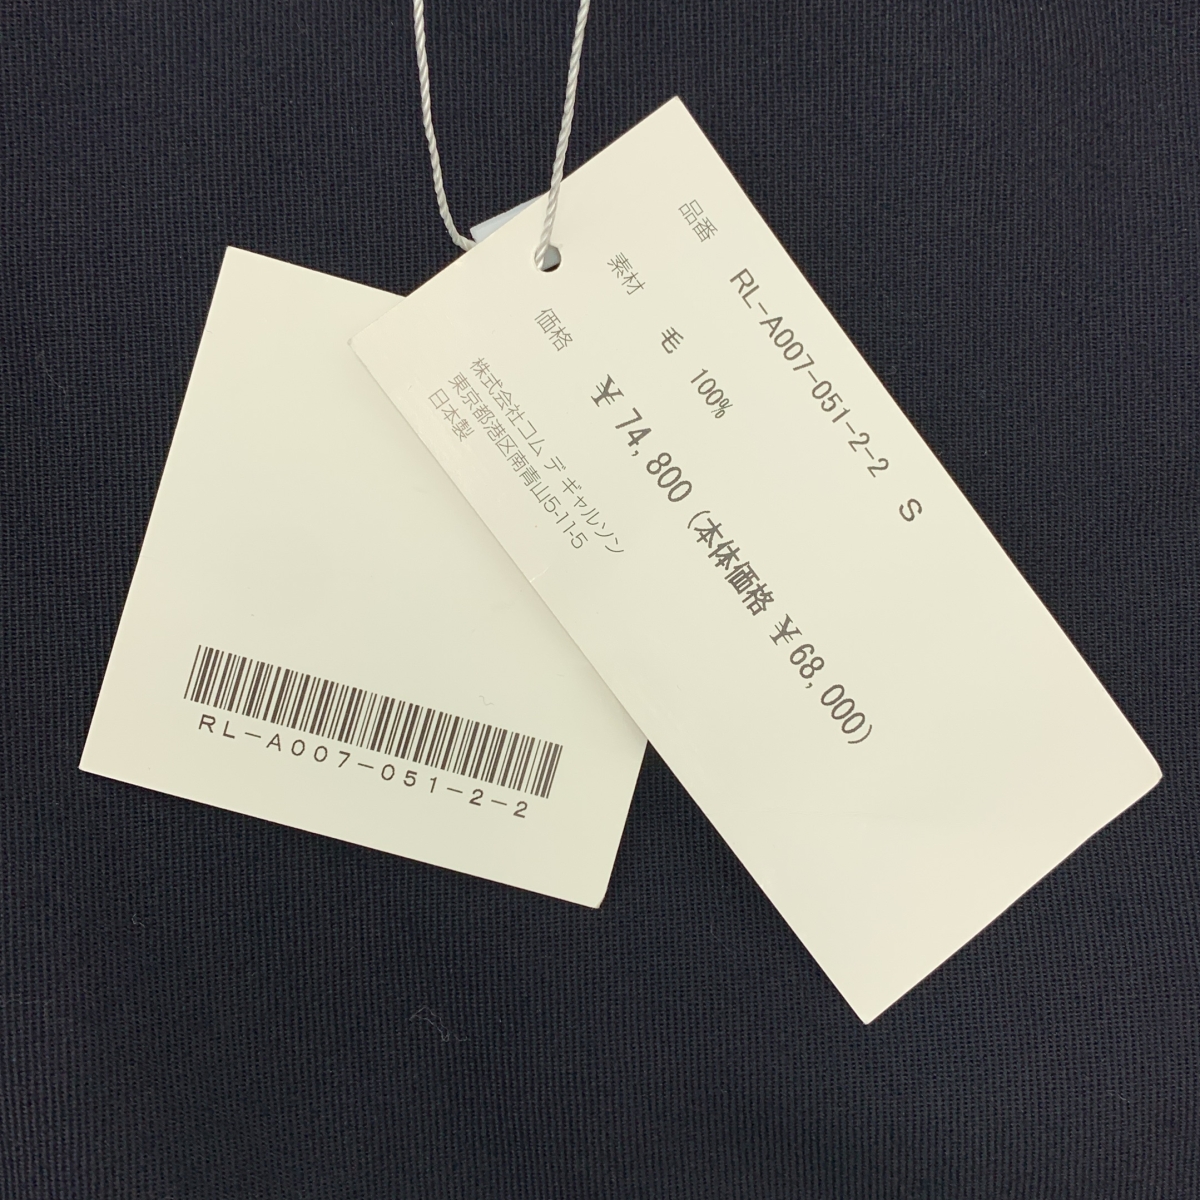 品番 RL-A007-051-2-2 S
素材 毛 100%
価格 ¥74,800(本体価格 ¥68,000)
株式会社コム デ ギャルソン
東京都港区南青山5-11-5
日本製
RL-A007-051-2-2